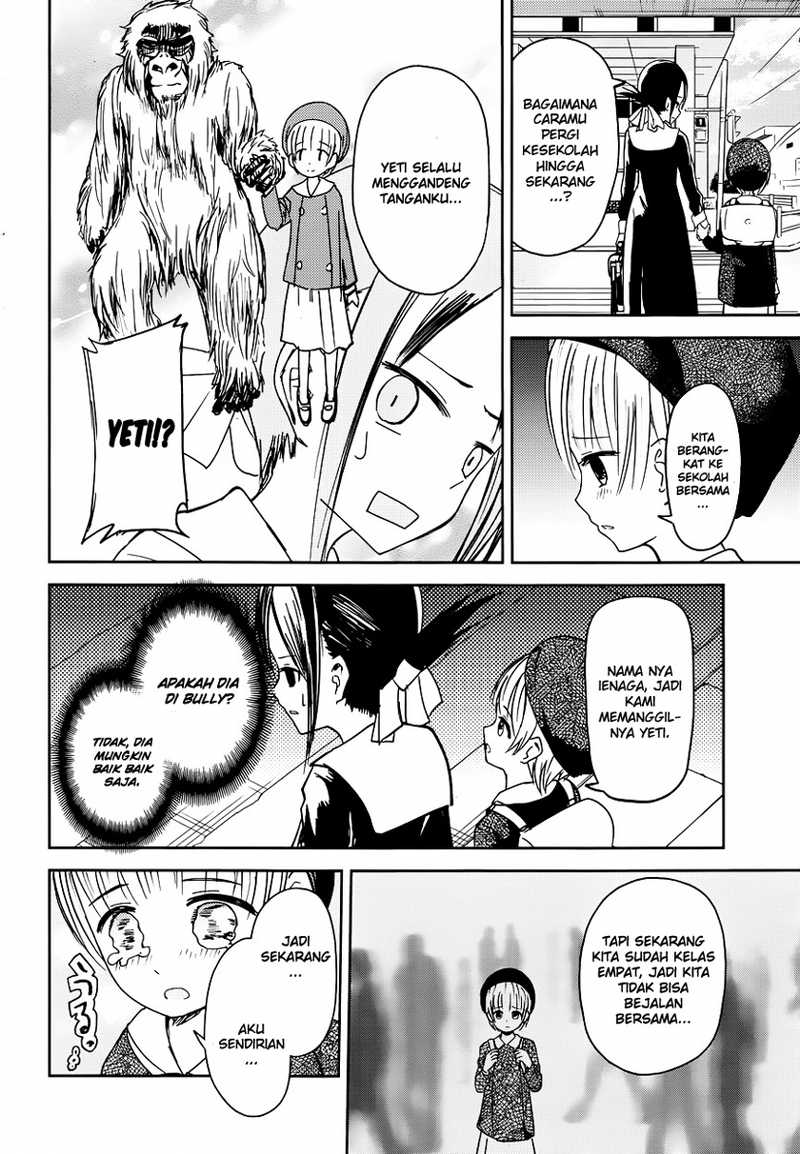 BAGAIMANA
CARAMU
PERGI
KESEKOLAH
HINGGA
SEKARANG
...?
KITA
BERANG-
KAT KE
SEKOLAH
BERSAMA
...
YETI SELALU
MENGGANDENG
TANGANKU...
YETI!!?
NAMA NYA
IENAGA, JADI
KAMI
MEMANGGIL-
NYA YETI.
APAKAH DIA
DI BULLY?
TIDAK, DIA
MUNGKIN
BAIK BAIK
SAJA.
TAPI SEKARANG
KITA SUDAH KELAS
EMPAT, JADI KITA
TIDAK BISA
BEJALAN
BERSAMA...
JADI
SEKARANG
...
AKU
SENDIRIAN
...